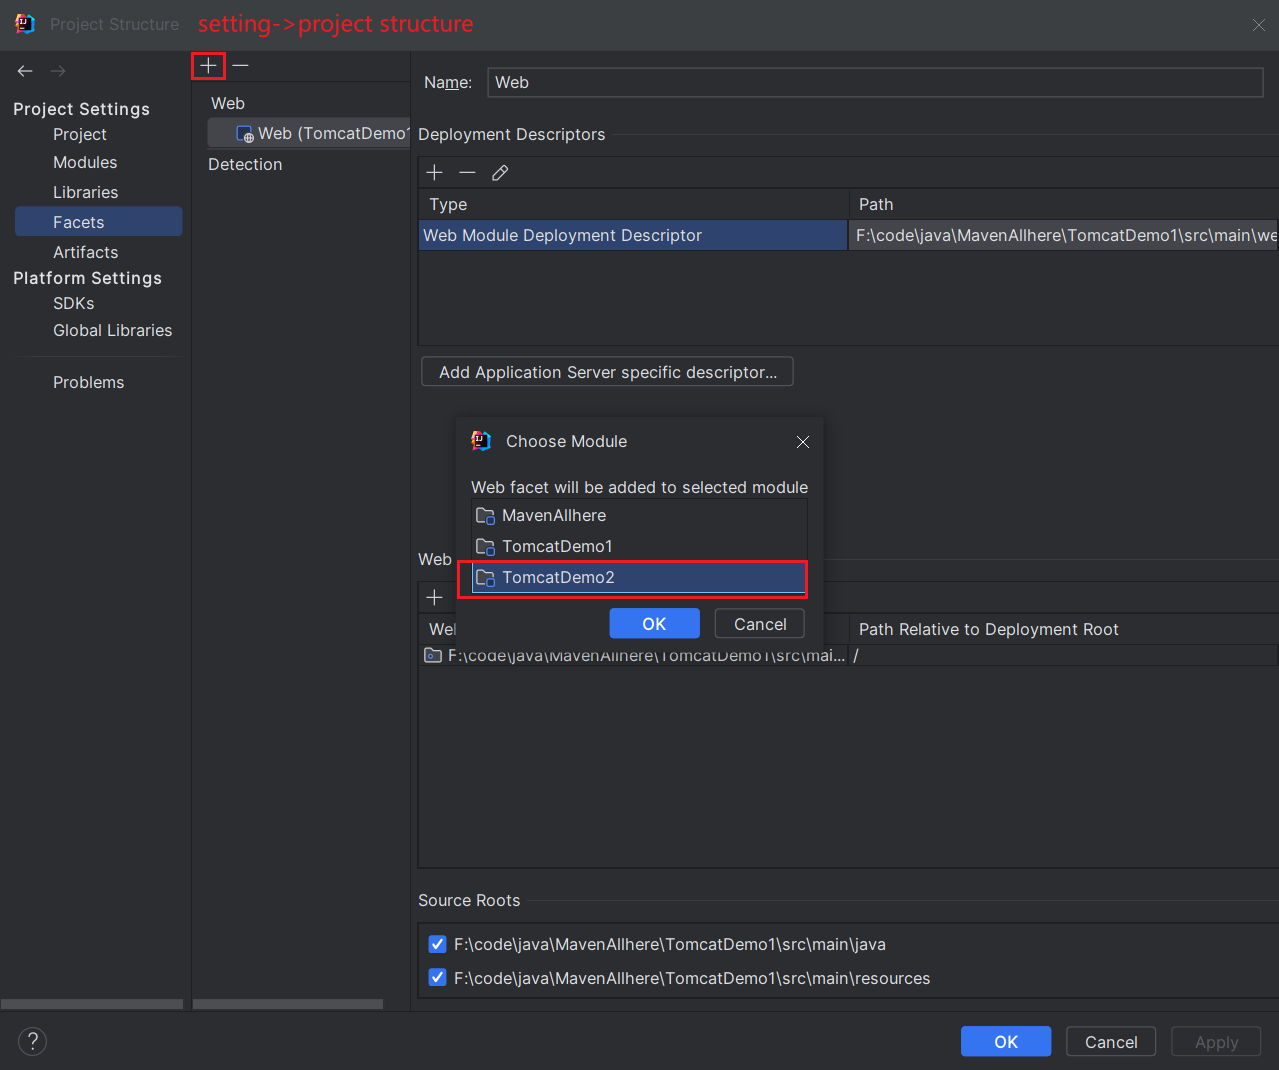 Project Structure setting->project structure
Project Settings
Project
Modules
Libraries
Facets
Artifacts
Platform Settings
SDKs
Global Libraries
Problems
Web
Web (TomcatDemo1
Detection
Name: Web
Deployment Descriptors
Type Path
Web Module Deployment Descriptor F:\code\java\MavenAllhere\TomcatDemo1\src\main\we
Add Application Server specific descriptor...
Choose Module
Web facet will be added to selected module
MavenAllhere
TomcatDemo1
TomcatDemo2
OK Cancel
Web
Path Relative to Deployment Root
F:\code\java\MavenAllhere\TomcatDemo1\src\mai... /
Source Roots
F:\code\java\MavenAllhere\TomcatDemo1\src\main\java
F:\code\java\MavenAllhere\TomcatDemo1\src\main\resources
? OK Cancel Apply